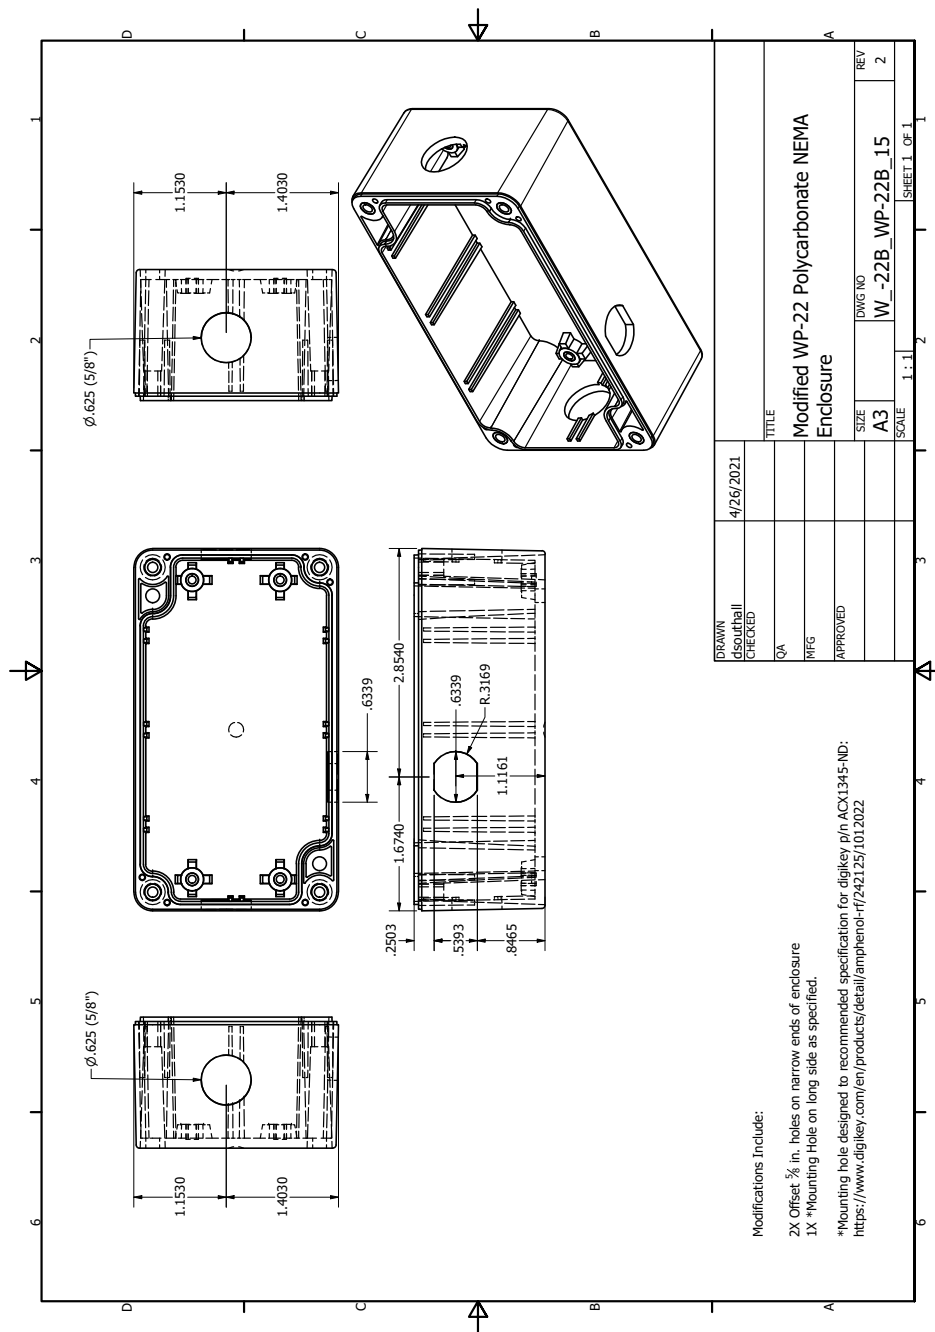 6
5
4
3
2
1
D
C
B
A
1.1530
1.4030
Ø.625 (5/8")
.6339
1.6740
2.8540
.2503
.5393
.8465
.6339
R.3169
1.1161
Ø.625 (5/8")
1.1530
1.4030
Modifications Include:
2X Offset ⅝ in. holes on narrow ends of enclosure
1X *Mounting Hole on long side as specified.
*Mounting hole designed to recommended specification for digikey p/n ACX1345-ND:
https://www.digikey.com/en/products/detail/amphenol-rf/242125/1012022
DRAWN
dsouthall
4/26/2021
CHECKED
QA
MFG
APPROVED
TITLE
Modified WP-22 Polycarbonate NEMA
Enclosure
SIZE
A3
DWG NO
W_-22B_WP-22B_15
REV
2
SCALE
1 : 1
SHEET 1 OF 1
6
5
4
3
2
1
D
C
B
A